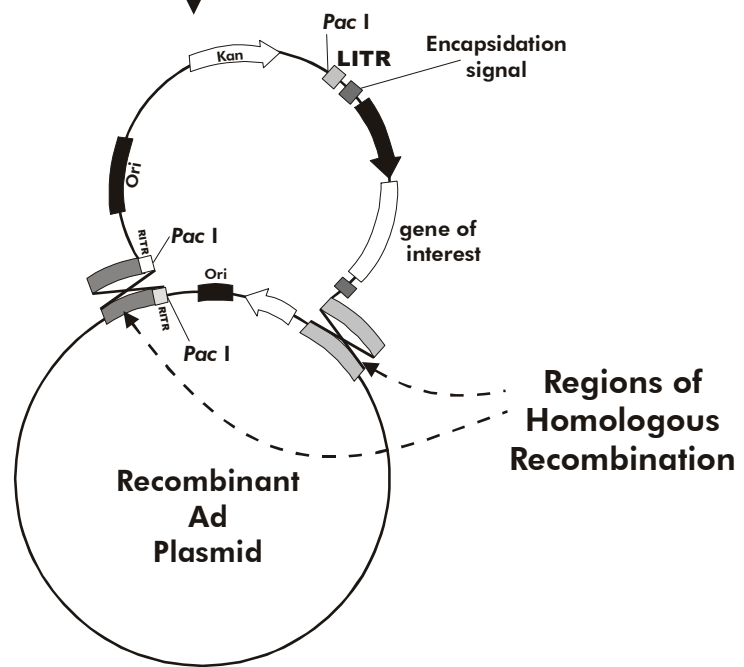 Pac I
Kan
LITR
Encapsidation
signal
Ori
gene of
interest
RITR
Pac I
Ori
RITR
Pac I
Regions of
Homologous
Recombination
Recombinant
Ad
Plasmid